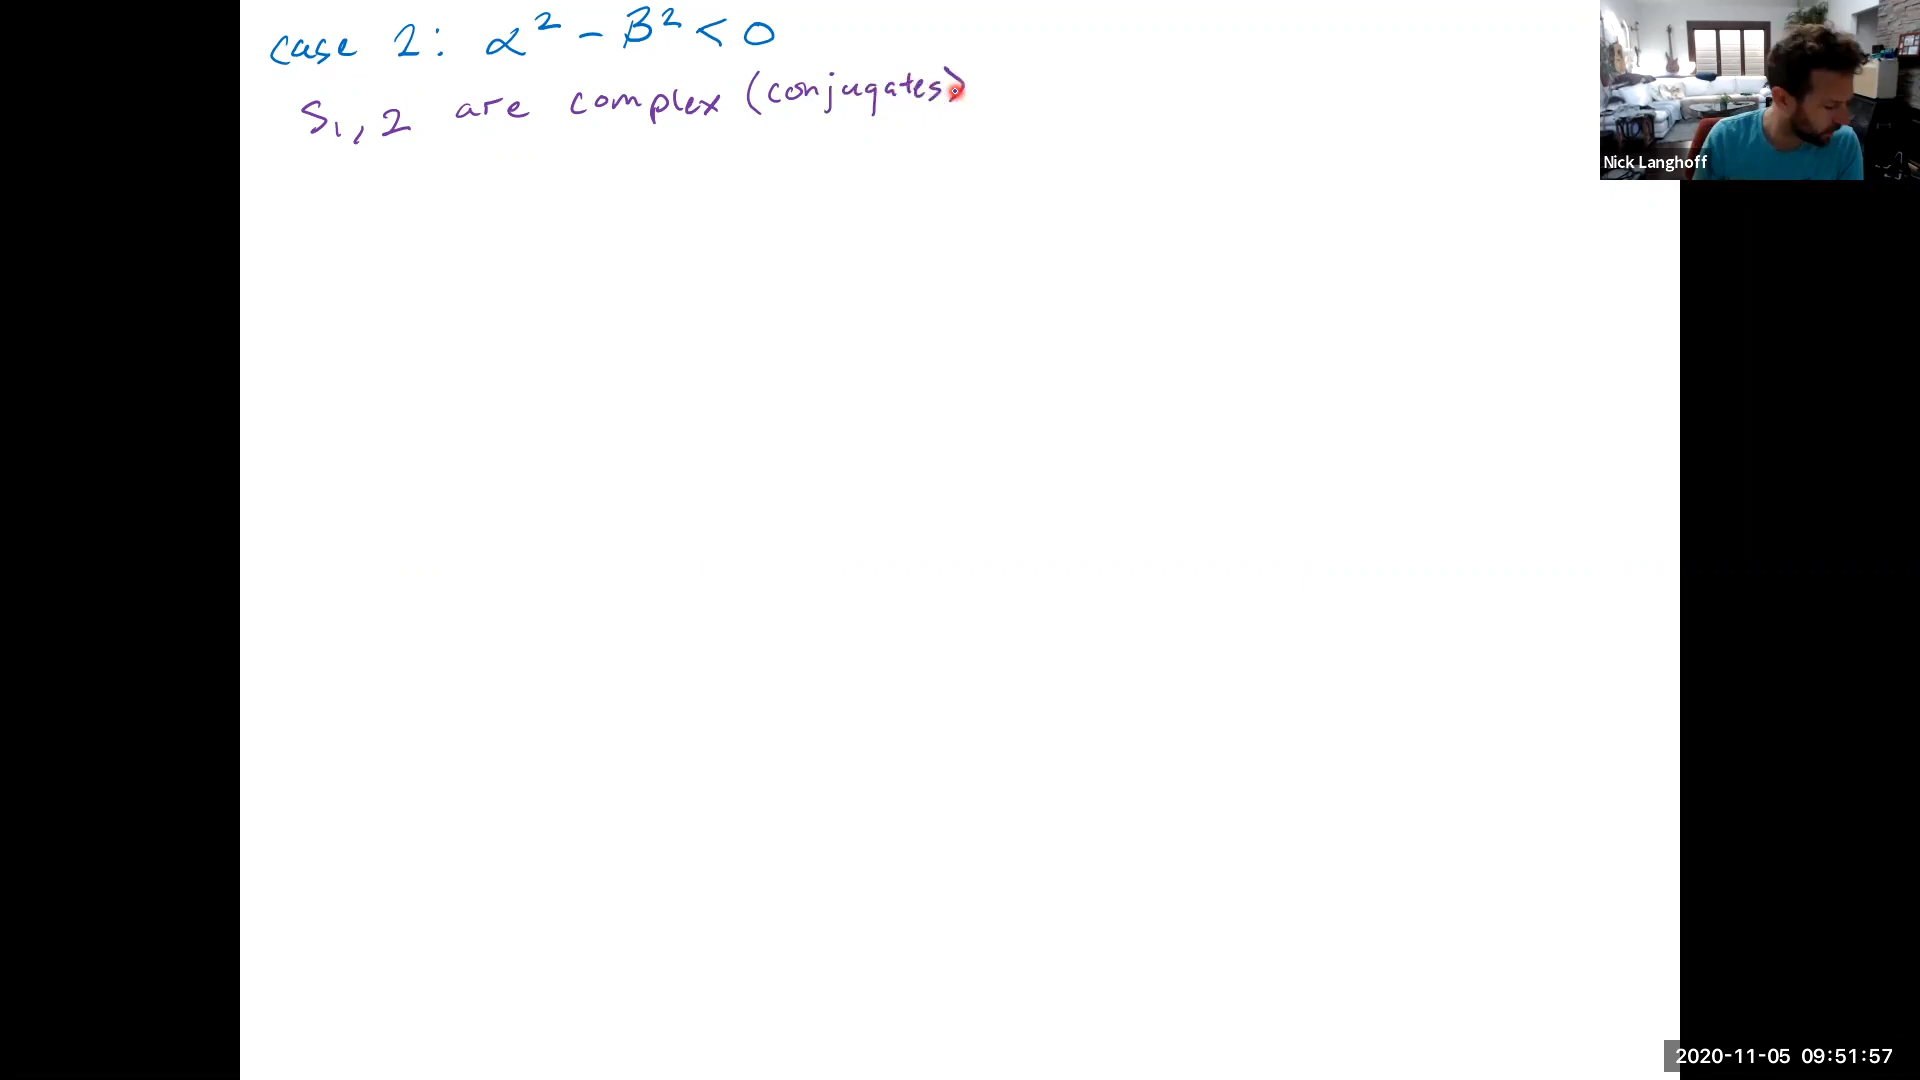 case 2: α² - β² < 0
S₁,₂ are complex (conjugates)
Nick Langhoff
2020-11-05 09:51:57